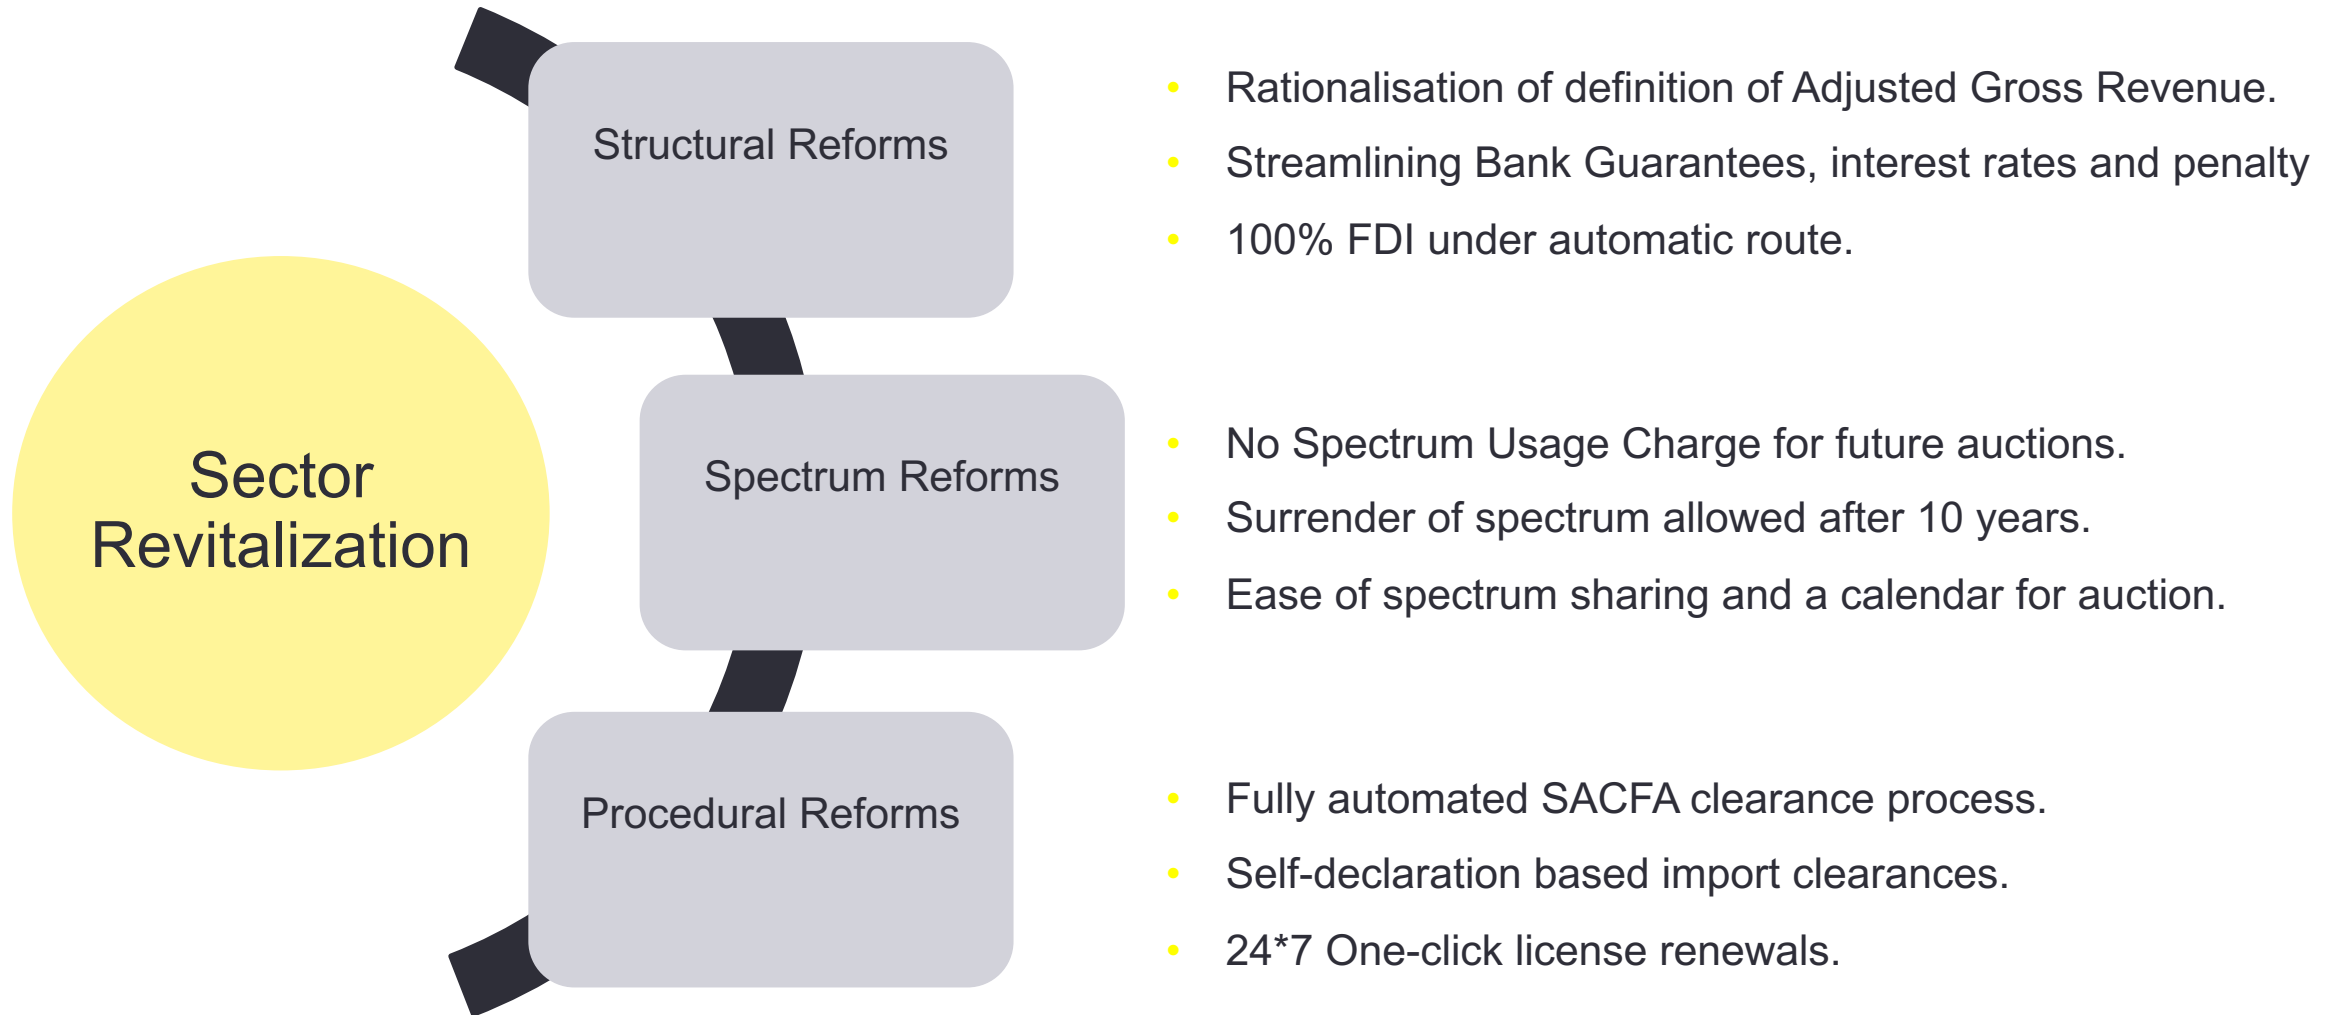 Sector
Revitalization
Structural Reforms
• Rationalisation of definition of Adjusted Gross Revenue.
• Streamlining Bank Guarantees, interest rates and penalty
• 100% FDI under automatic route.
Spectrum Reforms
• No Spectrum Usage Charge for future auctions.
• Surrender of spectrum allowed after 10 years.
• Ease of spectrum sharing and a calendar for auction.
Procedural Reforms
• Fully automated SACFA clearance process.
• Self-declaration based import clearances.
• 24*7 One-click license renewals.